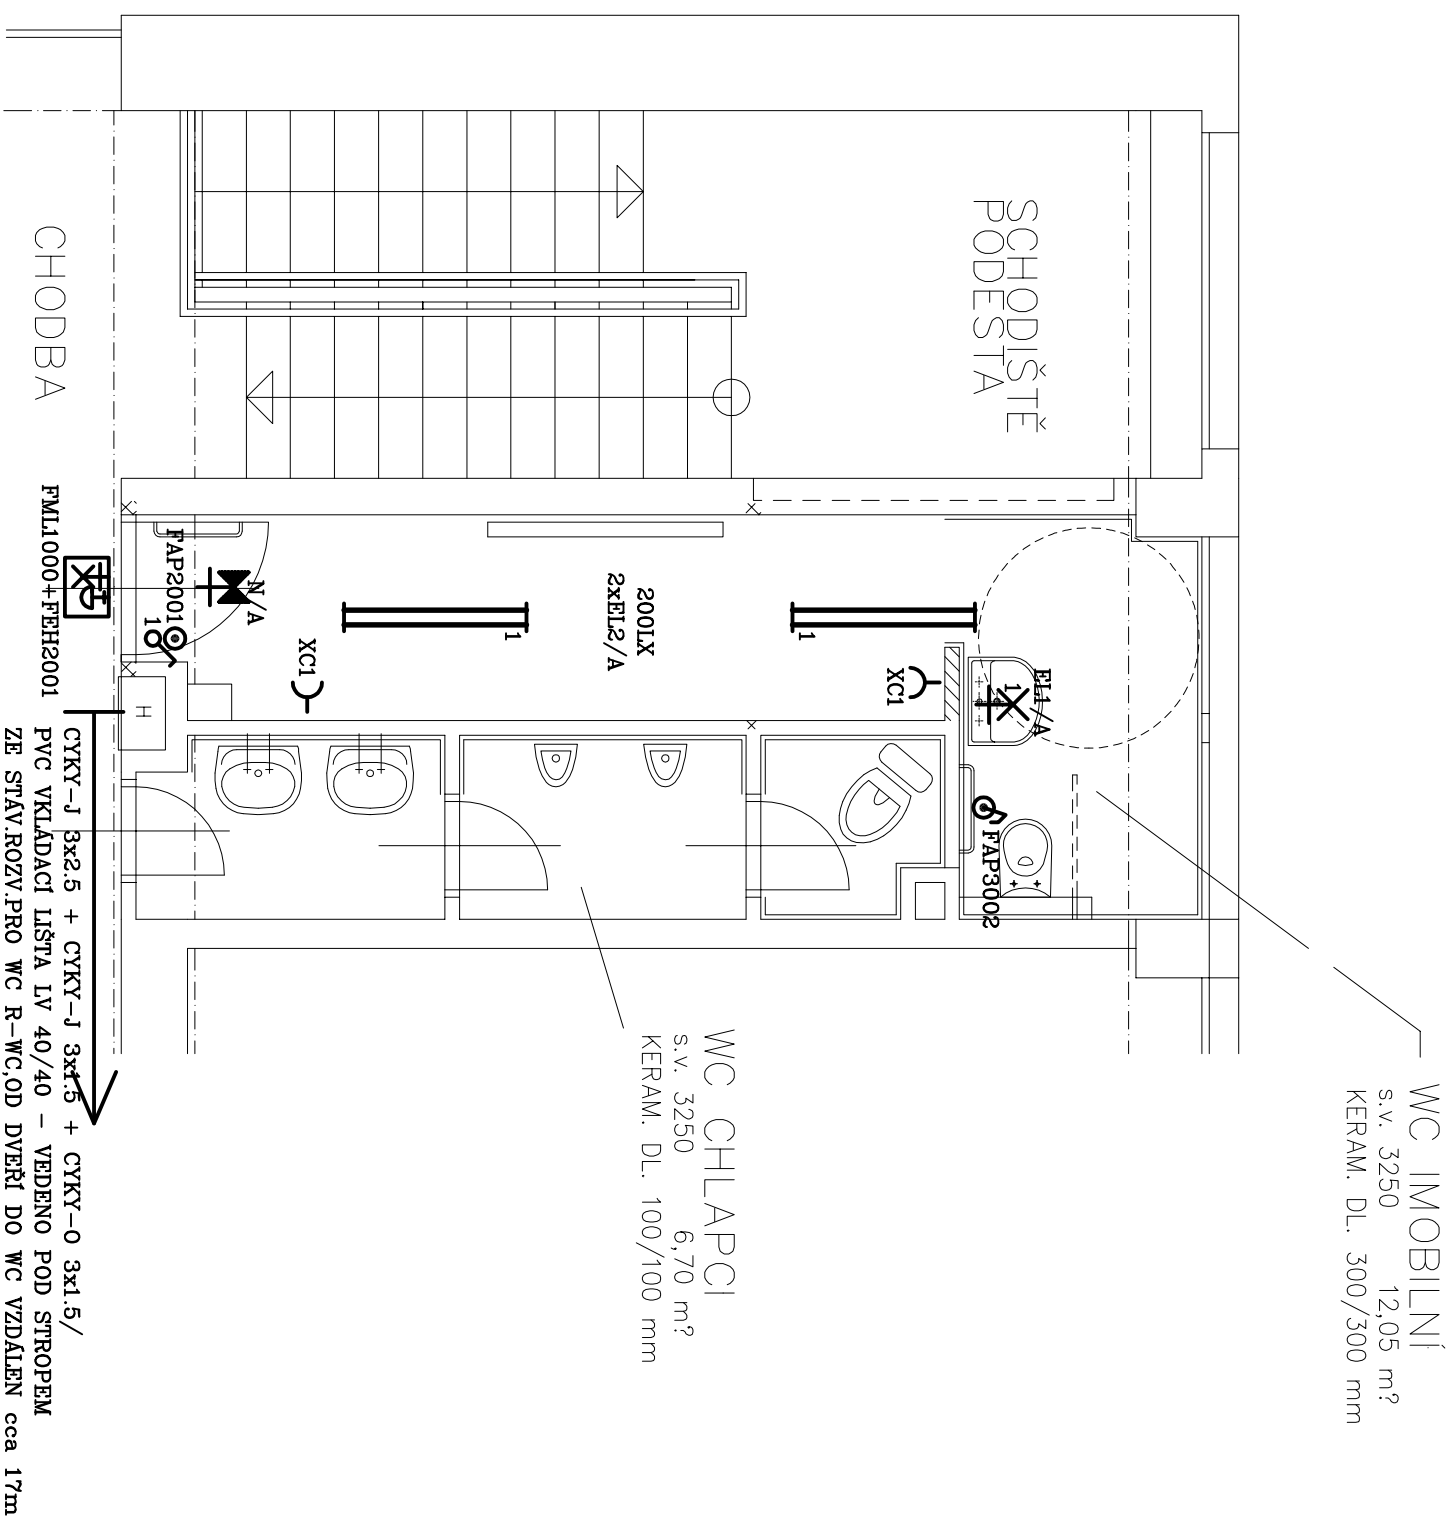 SCHODIŠTĚ
PODESTA
CHODBA
FML1000+FEH2001
FAP2001
1
N/A
XC1
1
200LX
2xEL2/A
1
XC1
EL1/A
1
FAP3002
H
WC IMOBILNÍ
s.v. 3250 12,05 m?
KERAM. DL. 300/300 mm
WC CHLAPCI
s.v. 3250 6,70 m?
KERAM. DL. 100/100 mm
CYKY-J 3x2.5 + CYKY-J 3x1.5 + CYKY-O 3x1.5/
PVC VKLÁDACÍ LIŠTA LV 40/40 - VEDENO POD STROPEM
ZE STÁV.ROZV.PRO WC R-WC,OD DVEŘÍ DO WC VZDÁLEN cca 17m